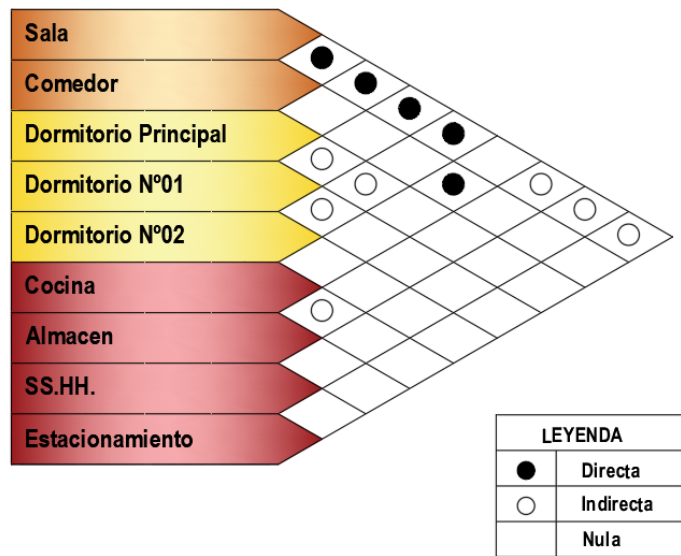 Sala
Comedor
Dormitorio Principal
Dormitorio Nº01
Dormitorio Nº02
Cocina
Almacen
SS.HH.
Estacionamiento
LEYENDA
Directa
Indirecta
Nula